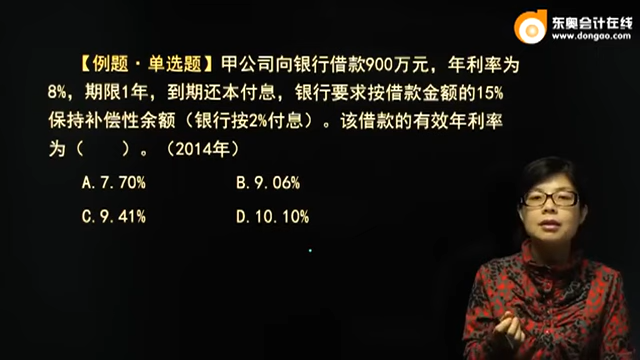 东奥会计在线
www.dongao.com
【例题·单选题】甲公司向银行借款900万元，年利率为
8%，期限1年，到期还本付息，银行要求按借款金额的15%
保持补偿性余额（银行按2%付息）。该借款的有效年利率
为（　　）。（2014年）
A.7.70%　B.9.06%
C.9.41%　D.10.10%